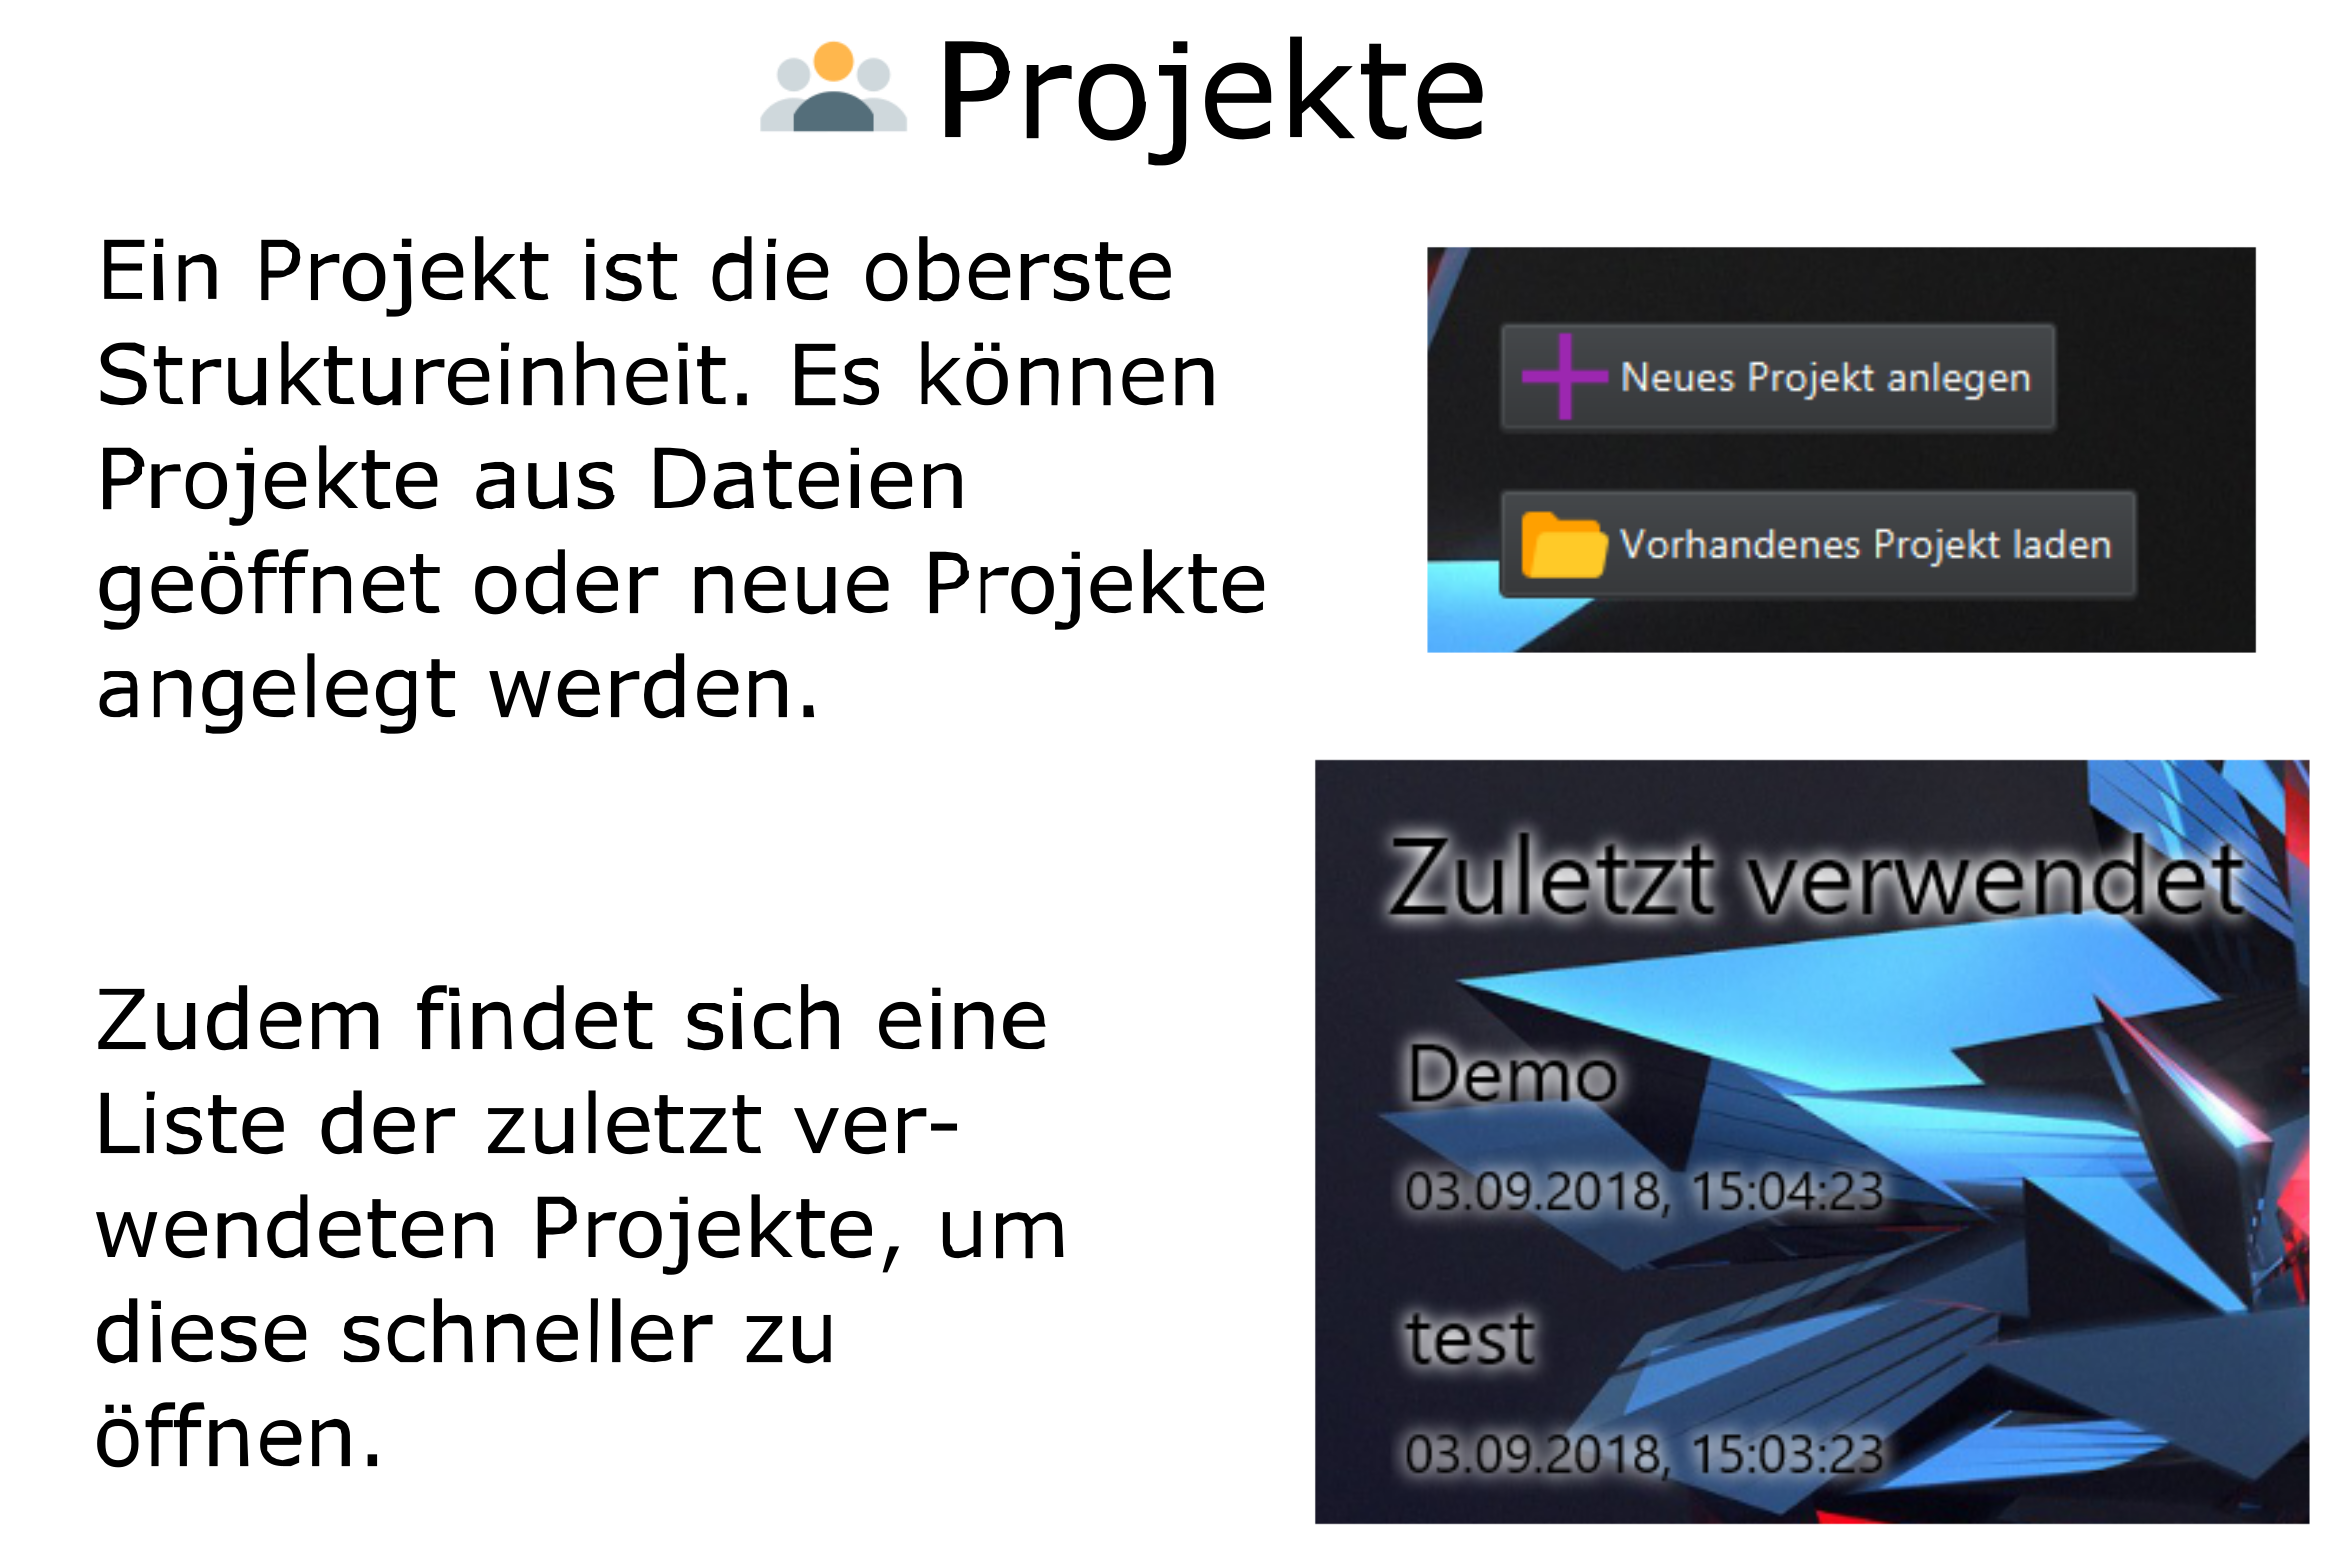 Projekte
Ein Projekt ist die oberste
Struktureinheit. Es können
Projekte aus Dateien
geöffnet oder neue Projekte
angelegt werden.
Neues Projekt anlegen
Vorhandenes Projekt laden
Zudem findet sich eine
Liste der zuletzt ver-
wendeten Projekte, um
diese schneller zu
öffnen.
Zuletzt verwendet
Demo
03.09.2018, 15:04:23
test
03.09.2018, 15:03:23